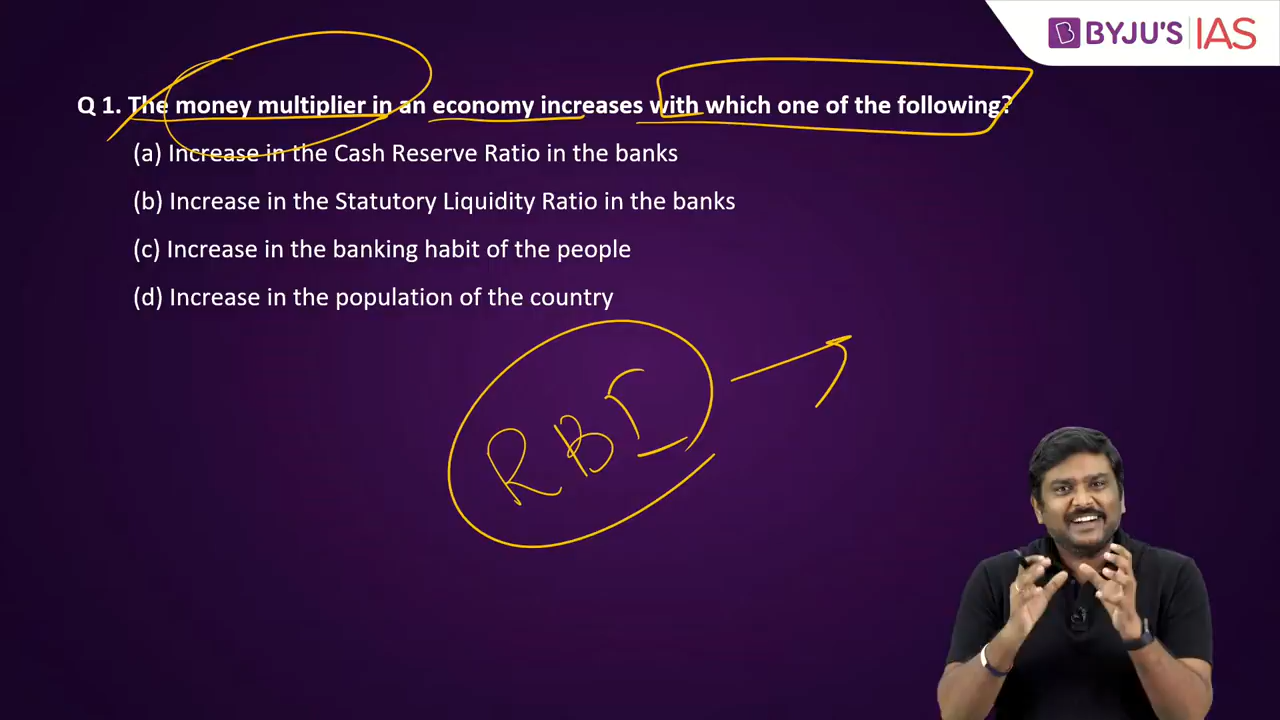 BYJU'S IAS
Q 1. The money multiplier in an economy increases with which one of the following?
(a) Increase in the Cash Reserve Ratio in the banks
(b) Increase in the Statutory Liquidity Ratio in the banks
(c) Increase in the banking habit of the people
(d) Increase in the population of the country
RBI